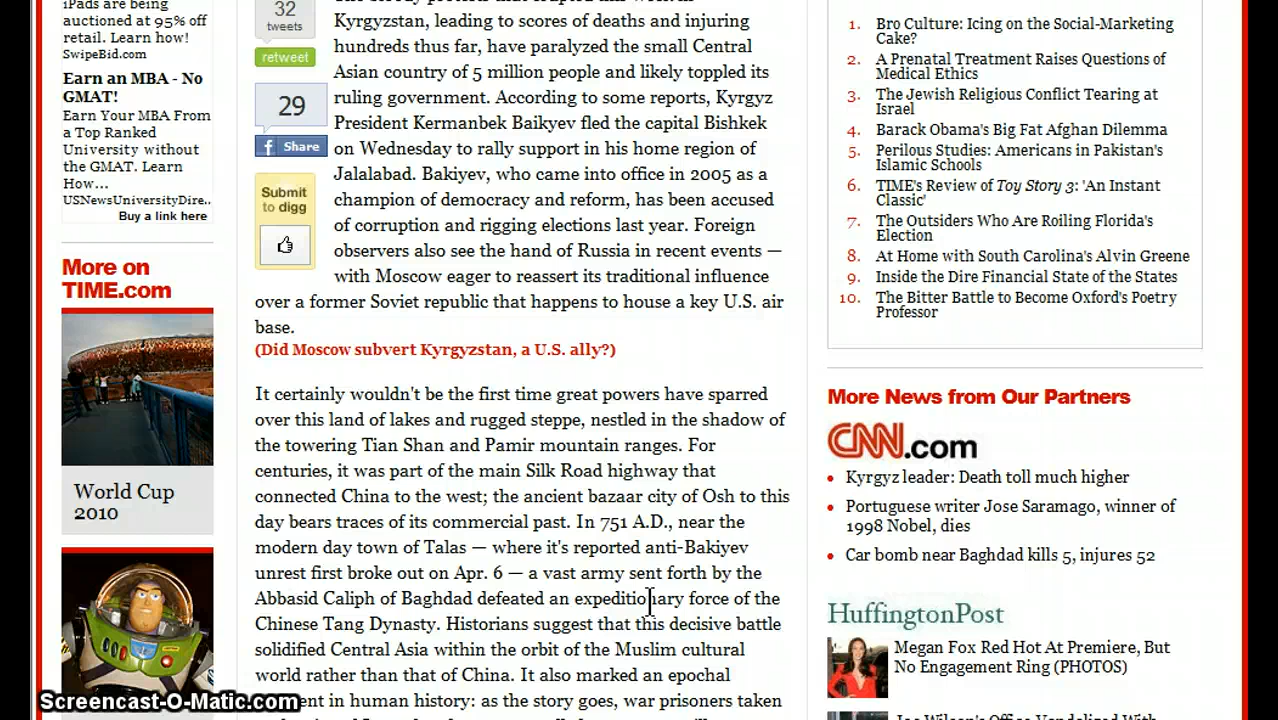 iPads are being
auctioned at 95% off
retail. Learn how!
SwipeBid.com
Earn an MBA - No
GMAT!
Earn Your MBA From
a Top Ranked
University without
the GMAT. Learn
How...
USNewsUniversityDire..
Buy a link here
More on
TIME.com
World Cup
2010
Screencast-O-Matic.com
32
tweets
retweet
29
f Share
Submit
to digg
Kyrgyzstan, leading to scores of deaths and injuring
hundreds thus far, have paralyzed the small Central
Asian country of 5 million people and likely toppled its
ruling government. According to some reports, Kyrgyz
President Kermanbek Baikyev fled the capital Bishkek
on Wednesday to rally support in his home region of
Jalalabad. Bakiyev, who came into office in 2005 as a
champion of democracy and reform, has been accused
of corruption and rigging elections last year. Foreign
observers also see the hand of Russia in recent events —
with Moscow eager to reassert its traditional influence
over a former Soviet republic that happens to house a key U.S. air
base.
(Did Moscow subvert Kyrgyzstan, a U.S. ally?)
It certainly wouldn't be the first time great powers have sparred
over this land of lakes and rugged steppe, nestled in the shadow of
the towering Tian Shan and Pamir mountain ranges. For
centuries, it was part of the main Silk Road highway that
connected China to the west; the ancient bazaar city of Osh to this
day bears traces of its commercial past. In 751 A.D., near the
modern day town of Talas — where it's reported anti-Bakiyev
unrest first broke out on Apr. 6 — a vast army sent forth by the
Abbasid Caliph of Baghdad defeated an expeditionary force of the
Chinese Tang Dynasty. Historians suggest that this decisive battle
solidified Central Asia within the orbit of the Muslim cultural
world rather than that of China. It also marked an epochal
in human history: as the story goes, war prisoners taken
1. Bro Culture: Icing on the Social-Marketing
Cake?
2. A Prenatal Treatment Raises Questions of
Medical Ethics
3. The Jewish Religious Conflict Tearing at
Israel
4. Barack Obama's Big Fat Afghan Dilemma
5. Perilous Studies: Americans in Pakistan's
Islamic Schools
6. TIME's Review of Toy Story 3: 'An Instant
Classic'
7. The Outsiders Who Are Roiling Florida's
Election
8. At Home with South Carolina's Alvin Greene
9. Inside the Dire Financial State of the States
10. The Bitter Battle to Become Oxford's Poetry
Professor
More News from Our Partners
CNN.com
Kyrgyz leader: Death toll much higher
Portuguese writer Jose Saramago, winner of
1998 Nobel, dies
Car bomb near Baghdad kills 5, injures 52
HuffingtonPost
Megan Fox Red Hot At Premiere, But
No Engagement Ring (PHOTOS)